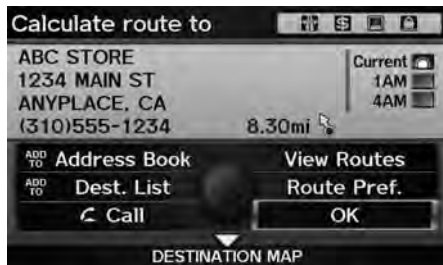 Calculate route to
ABC STORE
1234 MAIN ST
ANYPLACE, CA
(310)555-1234 8.30mi
Current
1AM
4AM
ADD TO Address Book
View Routes
ADD TO Dest. List
Route Pref.
Call
OK
DESTINATION MAP